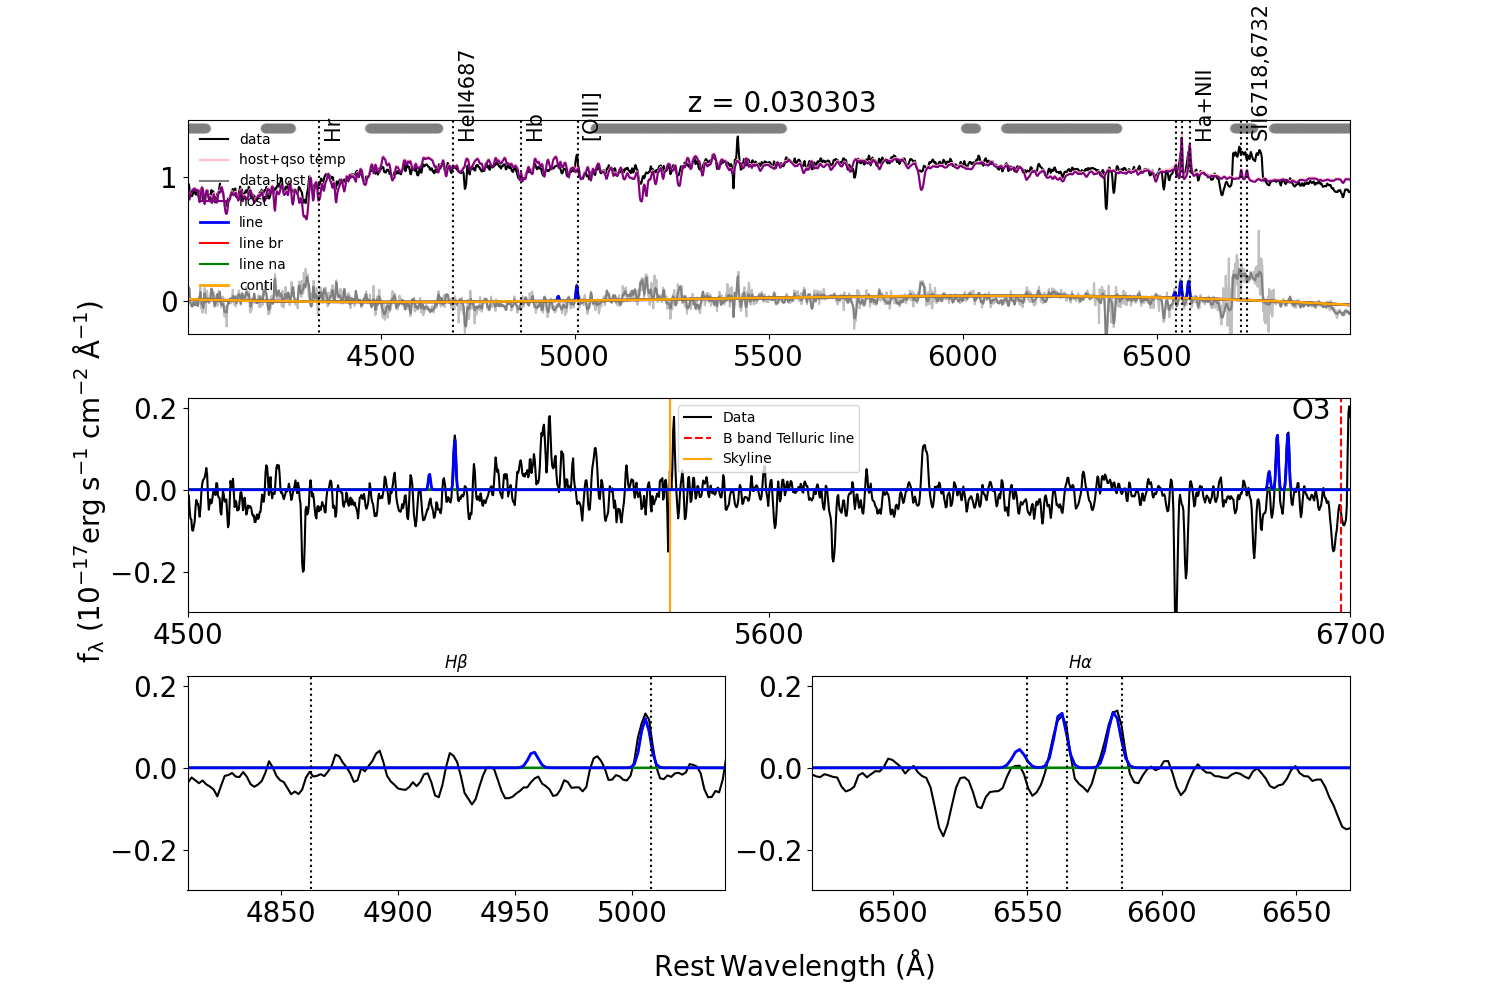 z = 0.030303
Hr
HeII4687
Hb
[OIII]
Ha+NII
SII6718,6732
data
host+qso temp
data-host
host
line
line br
line na
conti
1
0
4500 5000 5500 6000 6500
fλ (10⁻¹⁷erg s⁻¹ cm⁻² Å⁻¹)
O3
Data
B band Telluric line
Skyline
0.2
0.0
−0.2
4500 5600 6700
Hβ
0.2
0.0
−0.2
4850 4900 4950 5000
Hα
0.2
0.0
−0.2
6500 6550 6600 6650
Rest Wavelength (Å)